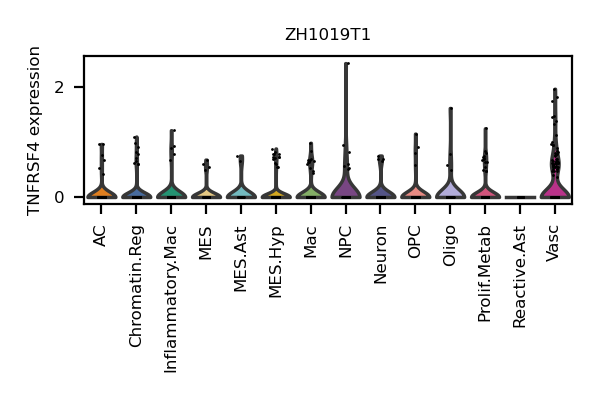 ZH1019T1
TNFRSF4 expression
2
0
AC
Chromatin.Reg
Inflammatory.Mac
MES
MES.Ast
MES.Hyp
Mac
NPC
Neuron
OPC
Oligo
Prolif.Metab
Reactive.Ast
Vasc